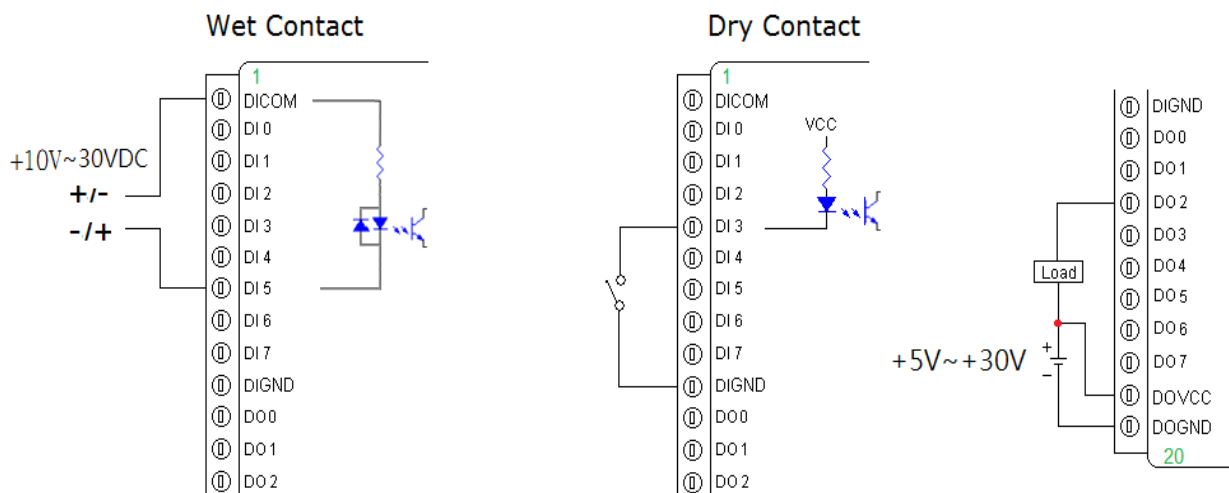 Wet Contact
1
DICOM
DI 0
DI 1
DI 2
DI 3
DI 4
DI 5
DI 6
DI 7
DIGND
DO 0
DO 1
DO 2
+10V~30VDC
+/-
-/+
Dry Contact
1
DICOM
DI 0
DI 1
DI 2
DI 3
DI 4
DI 5
DI 6
DI 7
DIGND
DO 0
DO 1
DO 2
VCC
DIGND
DO 0
DO 1
DO 2
DO 3
DO 4
DO 5
DO 6
DO 7
DOVCC
DOGND
20
Load
+5V~+30V
+
-